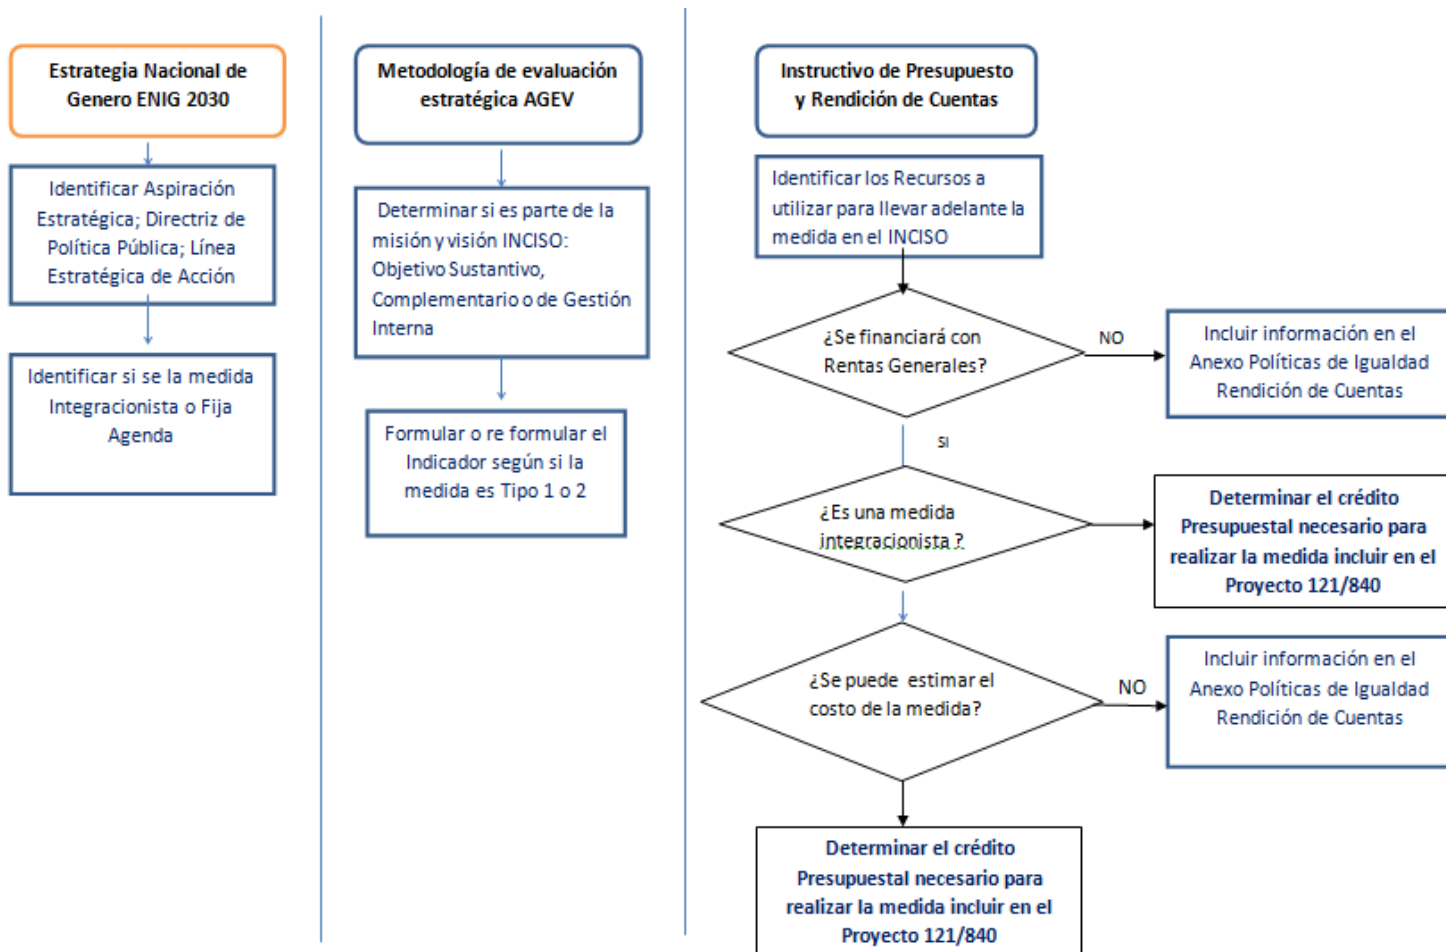 Estrategia Nacional de
Genero ENIG 2030
Identificar Aspiración
Estratégica; Directriz de
Política Pública; Línea
Estratégica de Acción
Identificar si se la medida
Integracionista o Fija
Agenda
Metodología de evaluación
estratégica AGEV
Determinar si es parte de la
misión y visión INCISO:
Objetivo Sustantivo,
Complementario o de Gestión
Interna
Formular o re formular el
Indicador según si la
medida es Tipo 1 o 2
Instructivo de Presupuesto
y Rendición de Cuentas
Identificar los Recursos a
utilizar para llevar adelante la
medida en el INCISO
¿Se financiará con
Rentas Generales?
NO
Incluir información en el
Anexo Políticas de Igualdad
Rendición de Cuentas
SI
¿Es una medida
integracionista ?
Determinar el crédito
Presupuestal necesario para
realizar la medida incluir en el
Proyecto 121/840
¿Se puede estimar el
costo de la medida?
NO
Incluir información en el
Anexo Políticas de Igualdad
Rendición de Cuentas
Determinar el crédito
Presupuestal necesario para
realizar la medida incluir en el
Proyecto 121/840